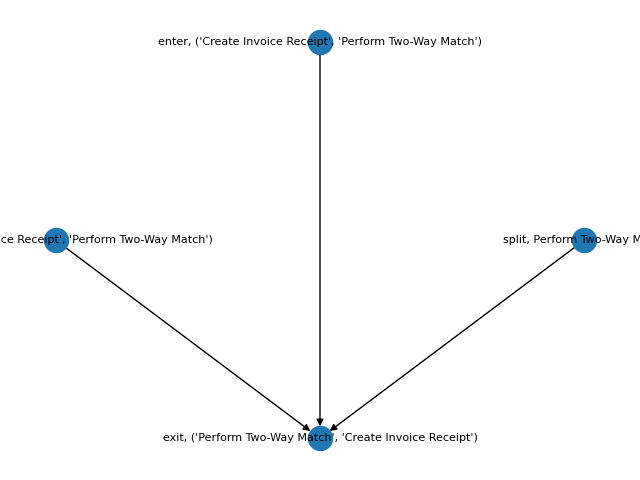 enter, ('Create Invoice Receipt', 'Perform Two-Way Match')
ce Receipt', 'Perform Two-Way Match')
split, Perform Two-Way M
exit, ('Perform Two-Way Match', 'Create Invoice Receipt')